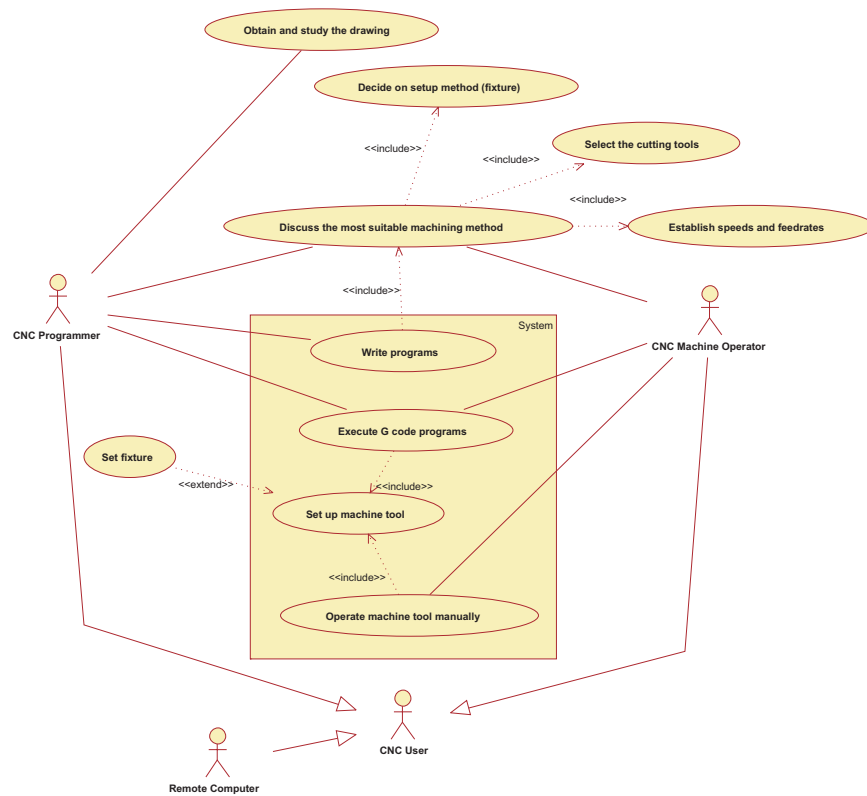 Obtain and study the drawing
Decide on setup method (fixture)
Select the cutting tools
<<include>>
<<include>>
<<include>>
Discuss the most suitable machining method
Establish speeds and feedrates
<<include>>
System
CNC Programmer
CNC Machine Operator
Write programs
Execute G code programs
Set fixture
<<extend>>
<<include>>
Set up machine tool
<<include>>
Operate machine tool manually
CNC User
Remote Computer